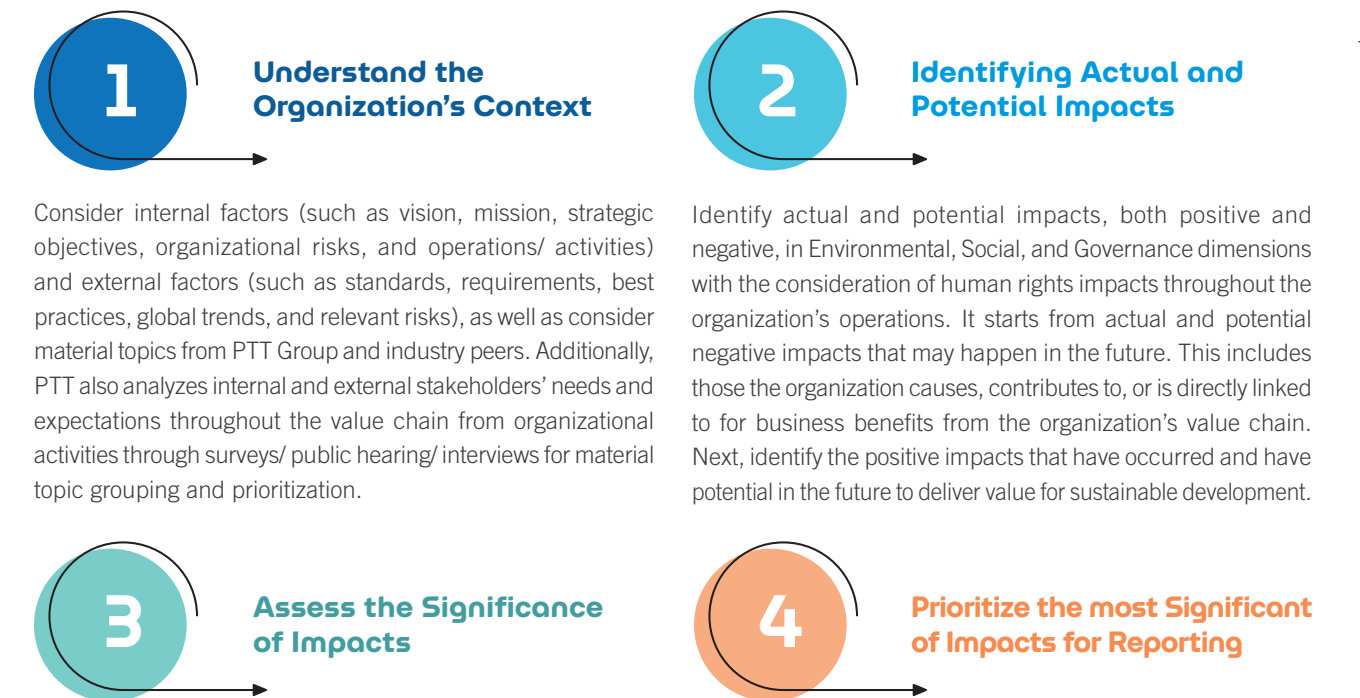 1
Understand the
Organization's Context
Consider internal factors (such as vision, mission, strategic
objectives, organizational risks, and operations/ activities)
and external factors (such as standards, requirements, best
practices, global trends, and relevant risks), as well as consider
material topics from PTT Group and industry peers. Additionally,
PTT also analyzes internal and external stakeholders' needs and
expectations throughout the value chain from organizational
activities through surveys/ public hearing/ interviews for material
topic grouping and prioritization.
2
Identifying Actual and
Potential Impacts
Identify actual and potential impacts, both positive and
negative, in Environmental, Social, and Governance dimensions
with the consideration of human rights impacts throughout the
organization's operations. It starts from actual and potential
negative impacts that may happen in the future. This includes
those the organization causes, contributes to, or is directly linked
to for business benefits from the organization's value chain.
Next, identify the positive impacts that have occurred and have
potential in the future to deliver value for sustainable development.
3
Assess the Significance
of Impacts
4
Prioritize the most Significant
of Impacts for Reporting